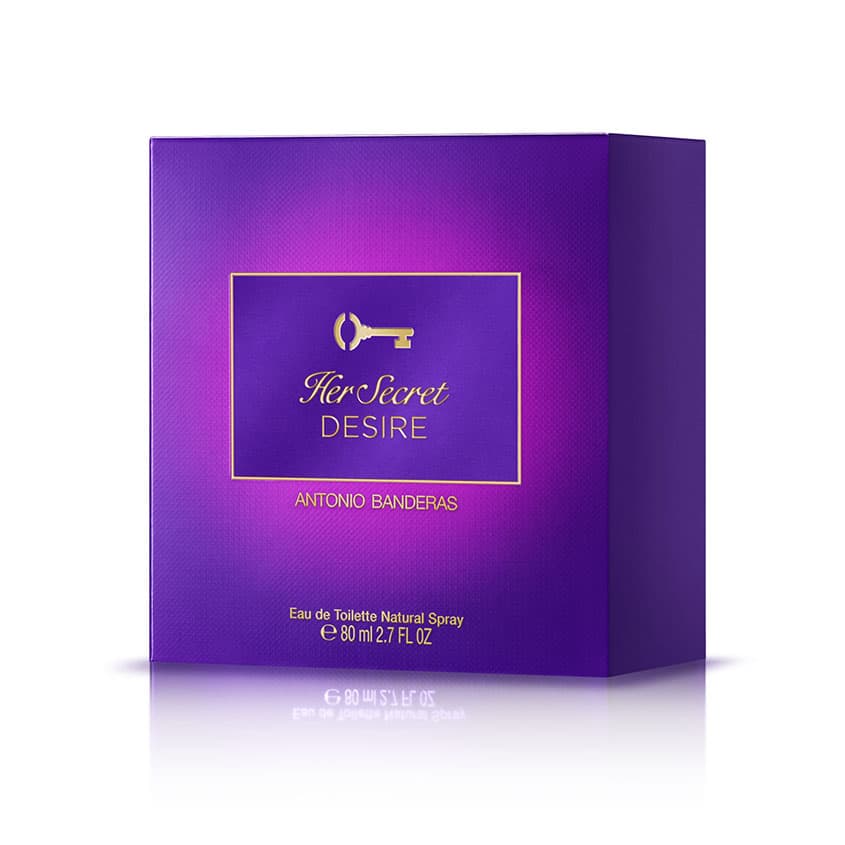 Her Secret
DESIRE
ANTONIO BANDERAS
Eau de Toilette Natural Spray
℮ 80 ml 2.7 FL OZ